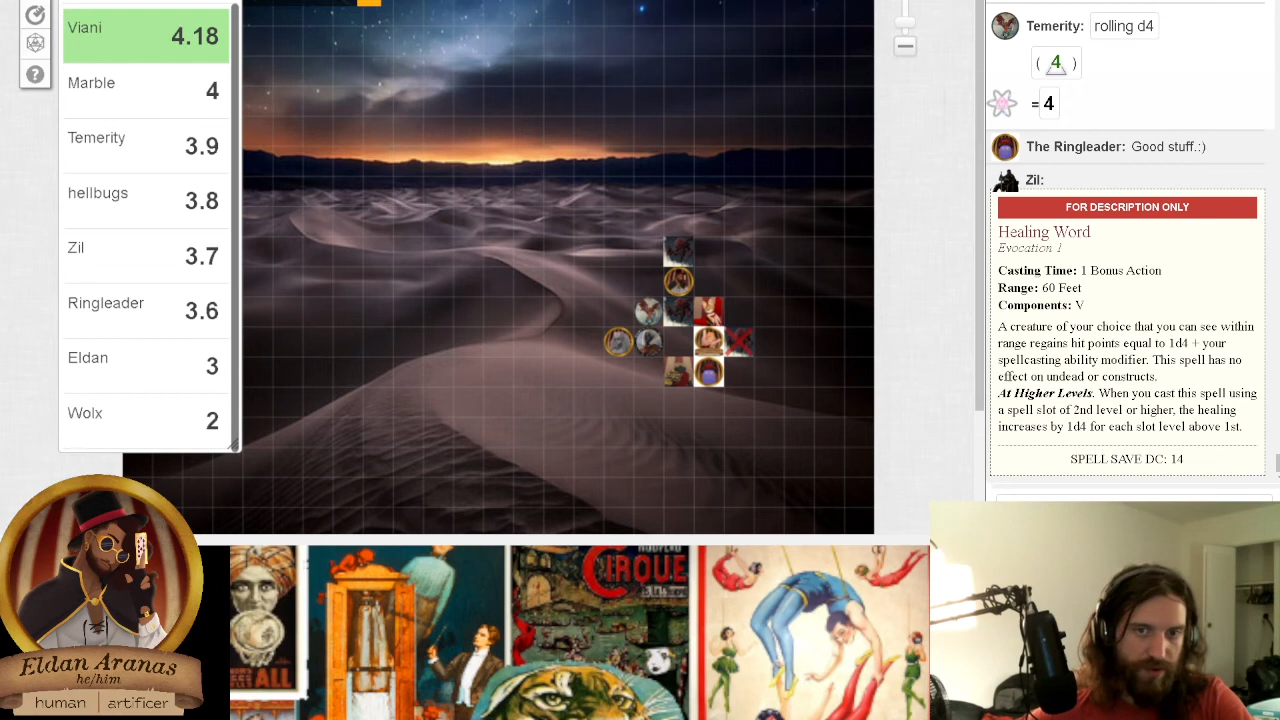 Viani
4.18
Marble
4
Temerity
3.9
hellbugs
3.8
Zil
3.7
Ringleader
3.6
Eldan
3
Wolx
2
?
Temerity: rolling d4
( 4 )
= 4
The Ringleader: Good stuff.:)
Zil:
FOR DESCRIPTION ONLY
Healing Word
Evocation 1
Casting Time: 1 Bonus Action
Range: 60 Feet
Components: V
A creature of your choice that you can see within
range regains hit points equal to 1d4 + your
spellcasting ability modifier. This spell has no
effect on undead or constructs.
At Higher Levels. When you cast this spell using
a spell slot of 2nd level or higher, the healing
increases by 1d4 for each slot level above 1st.
SPELL SAVE DC: 14
Eldan Aranas
he/him
human | artificer
ALL
CIRQUE